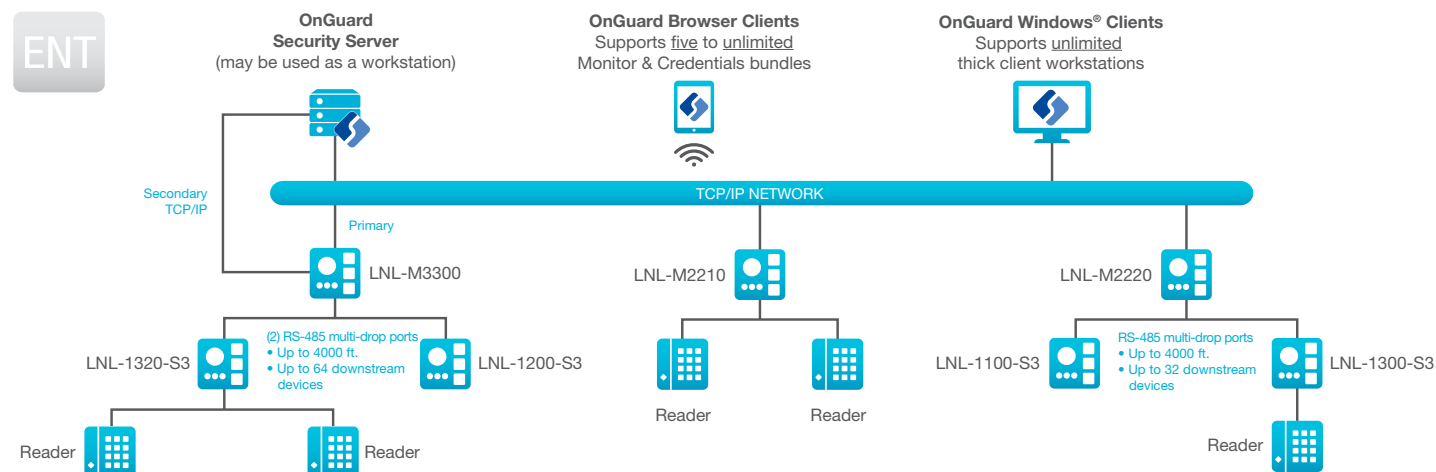 ENT
OnGuard
Security Server
(may be used as a workstation)
OnGuard Browser Clients
Supports five to unlimited
Monitor & Credentials bundles
OnGuard Windows® Clients
Supports unlimited
thick client workstations
Secondary
TCP/IP
TCP/IP NETWORK
Primary
LNL-M3300
LNL-M2210
LNL-M2220
LNL-1320-S3
(2) RS-485 multi-drop ports
• Up to 4000 ft.
• Up to 64 downstream
devices
LNL-1200-S3
LNL-1100-S3
RS-485 multi-drop ports
• Up to 4000 ft.
• Up to 32 downstream
devices
LNL-1300-S3
Reader
Reader
Reader
Reader
Reader